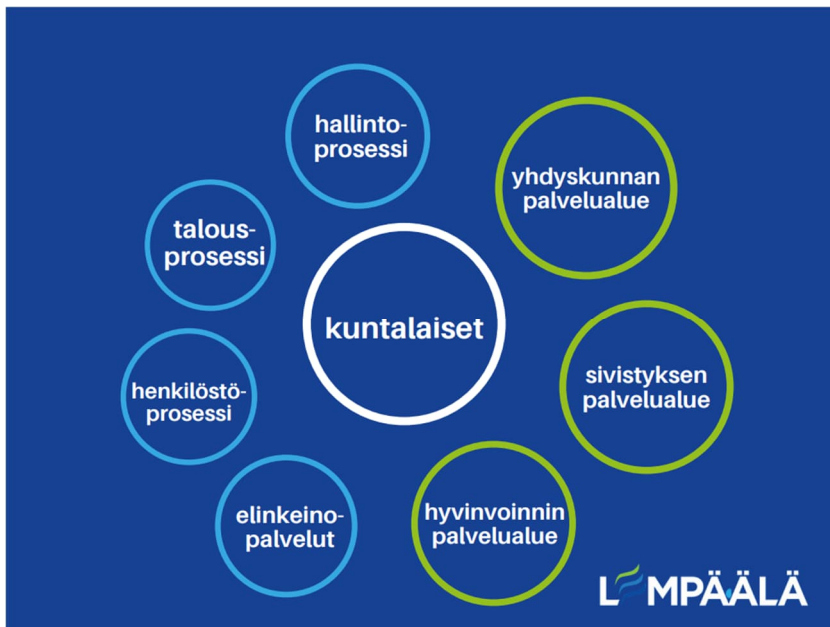 hallinto-
prosessi
yhdyskunnan
palvelualue
talous-
prosessi
kuntalaiset
sivistyksen
palvelualue
henkilöstö-
prosessi
elinkeino-
palvelut
hyvinvoinnin
palvelualue
LEMPÄÄLÄ